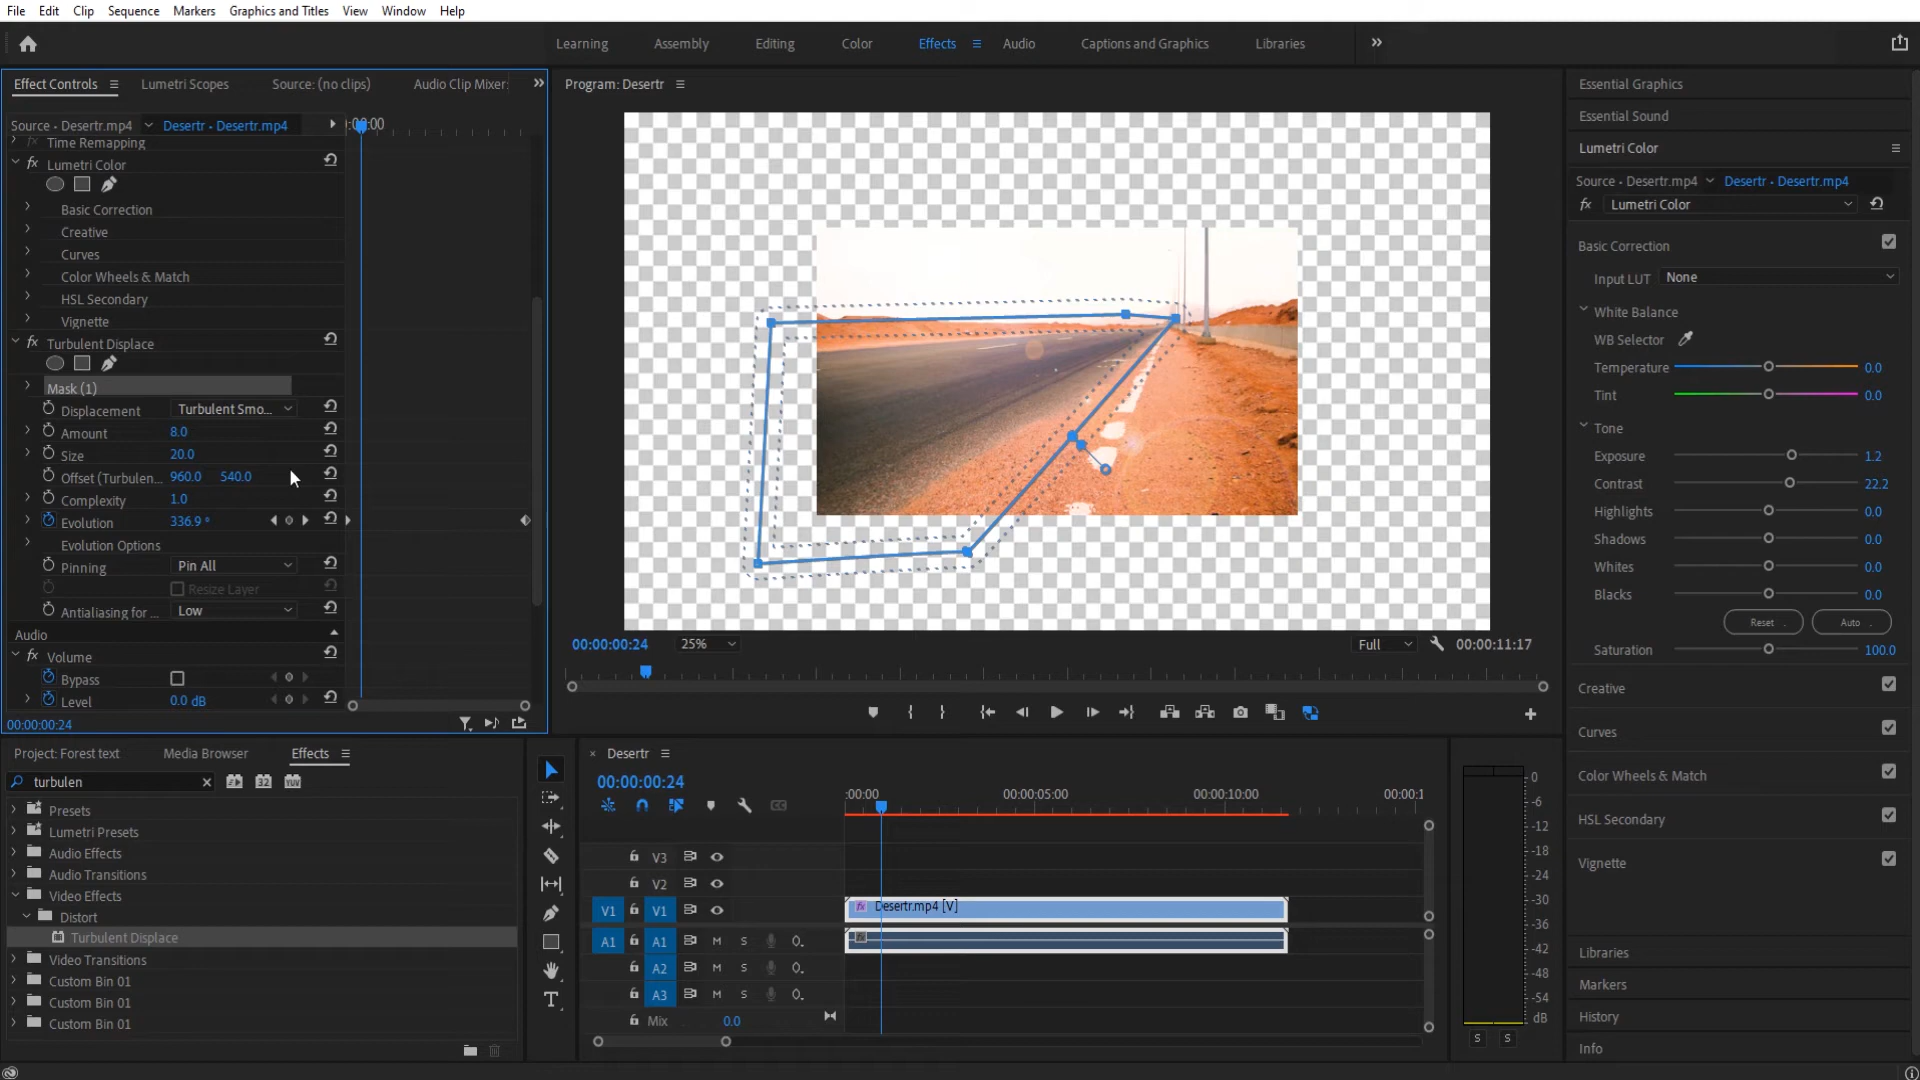 File Edit Clip Sequence Markers Graphics and Titles View Window Help
Learning Assembly Editing Color Effects Audio Captions and Graphics Libraries
Effect Controls Lumetri Scopes Source: (no clips) Audio Clip Mixer:
Source • Desertr.mp4 Desertr • Desertr.mp4 :00:00
Time Remapping
fx Lumetri Color
Basic Correction
Creative
Curves
Color Wheels & Match
HSL Secondary
Vignette
fx Turbulent Displace
Mask (1)
Displacement Turbulent Smo...
Amount 8.0
Size 20.0
Offset (Turbulen... 960.0 540.0
Complexity 1.0
Evolution 336.9 °
Evolution Options
Pinning Pin All
Resize Layer
Antialiasing for ... Low
Audio
fx Volume
Bypass
Level 0.0 dB
00:00:00:24
Program: Desertr
00:00:00:24 25% Full 00:00:11:17
Essential Graphics
Essential Sound
Lumetri Color
Source • Desertr.mp4 Desertr • Desertr.mp4
fx Lumetri Color
Basic Correction
Input LUT None
White Balance
WB Selector
Temperature 0.0
Tint 0.0
Tone
Exposure 1.2
Contrast 22.2
Highlights 0.0
Shadows 0.0
Whites 0.0
Blacks 0.0
Reset Auto
Saturation 100.0
Creative
Curves
Color Wheels & Match
HSL Secondary
Vignette
Libraries
Markers
History
Info
Project: Forest text Media Browser Effects
turbulen 32 YUV
Presets
Lumetri Presets
Audio Effects
Audio Transitions
Video Effects
Distort
Turbulent Displace
Video Transitions
Custom Bin 01
Custom Bin 01
Custom Bin 01
× Desertr
00:00:00:24
:00:00 00:00:05:00 00:00:10:00 00:00:1
V3
V2
V1 V1 fx Desertr.mp4 [V]
A1 A1 M S fx
A2 M S
A3 M S
Mix 0.0
0
-6
-12
-18
-24
-30
-36
-42
-48
-54
dB
S S